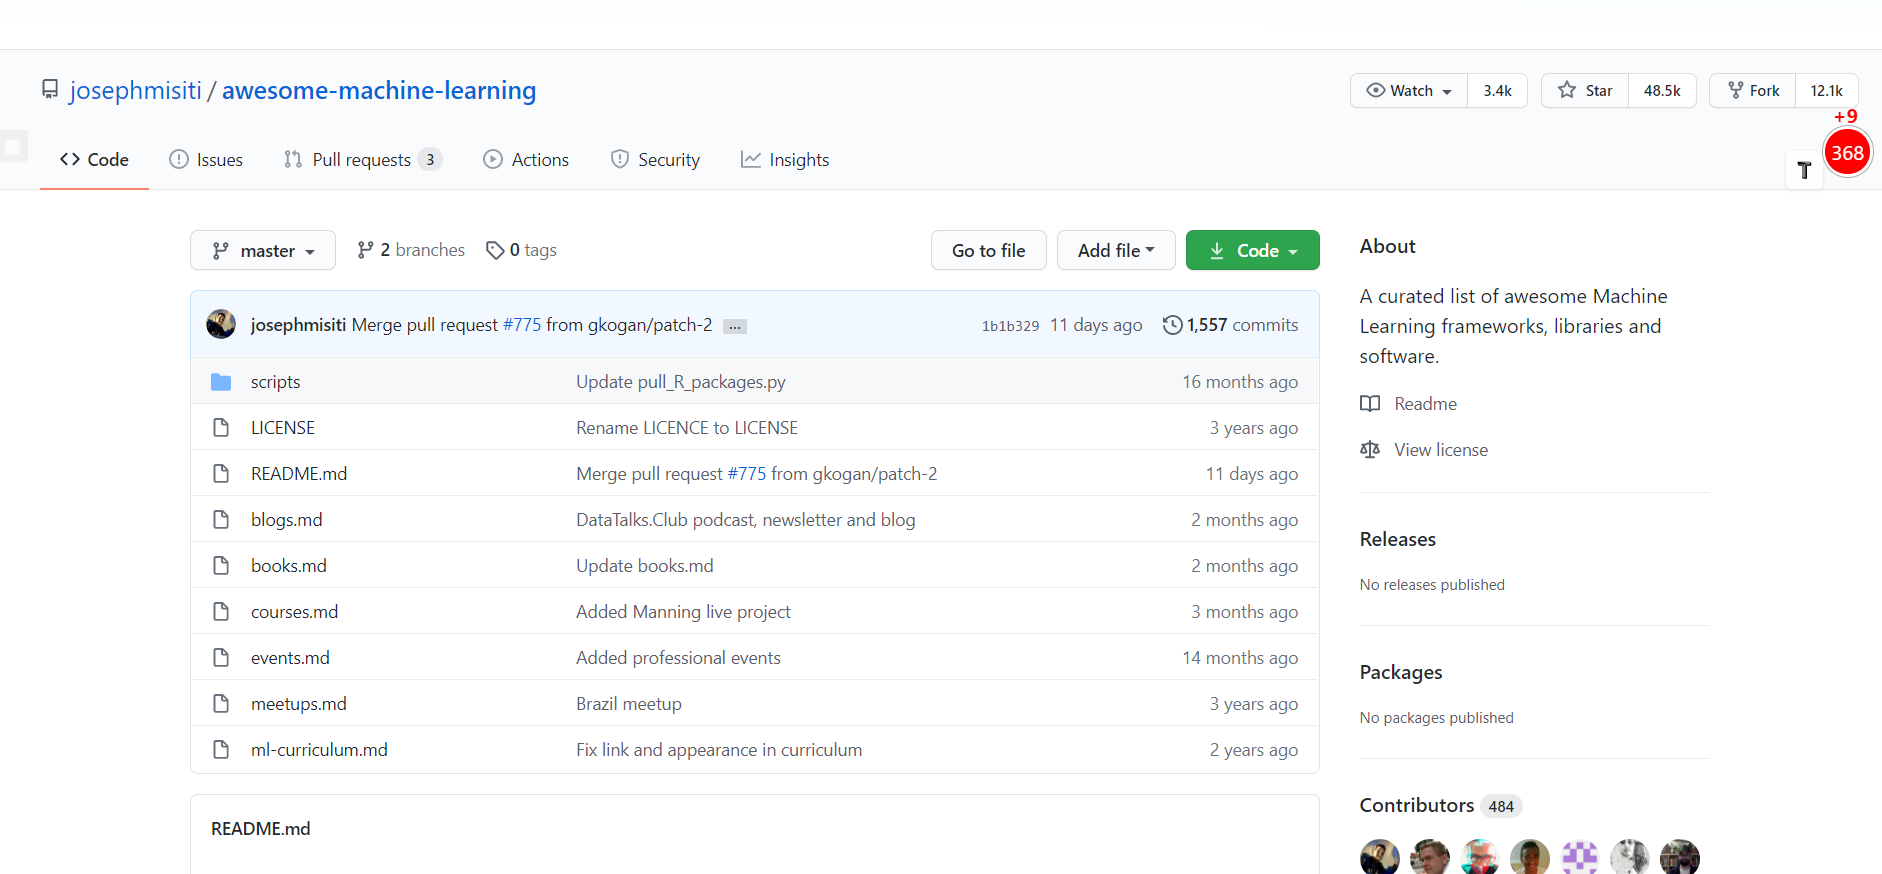 josephmisiti / awesome-machine-learning
Watch 3.4k Star 48.5k Fork 12.1k
+9
368
T
Code Issues Pull requests 3 Actions Security Insights
master 2 branches 0 tags Go to file Add file Code
josephmisiti Merge pull request #775 from gkogan/patch-2 ... 1b1b329 11 days ago 1,557 commits
scripts Update pull_R_packages.py 16 months ago
LICENSE Rename LICENCE to LICENSE 3 years ago
README.md Merge pull request #775 from gkogan/patch-2 11 days ago
blogs.md DataTalks.Club podcast, newsletter and blog 2 months ago
books.md Update books.md 2 months ago
courses.md Added Manning live project 3 months ago
events.md Added professional events 14 months ago
meetups.md Brazil meetup 3 years ago
ml-curriculum.md Fix link and appearance in curriculum 2 years ago
README.md
About
A curated list of awesome Machine
Learning frameworks, libraries and
software.
Readme
View license
Releases
No releases published
Packages
No packages published
Contributors 484